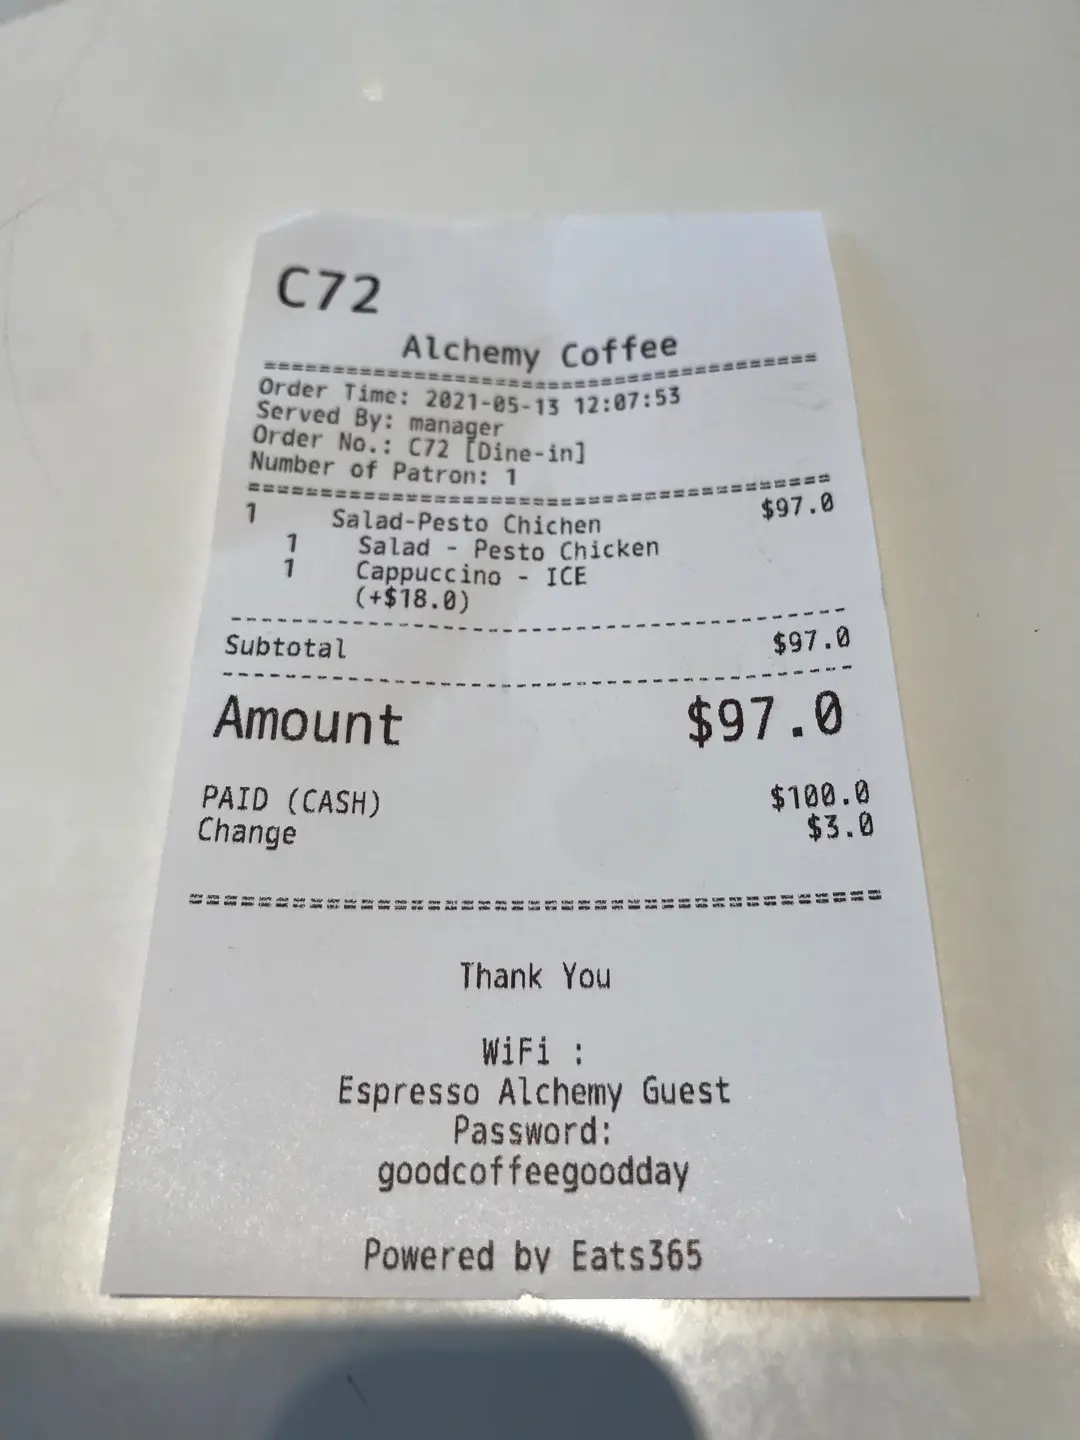 C72
Alchemy Coffee
========================================
Order Time: 2021-05-13 12:07:53
Served By: manager
Order No.: C72 [Dine-in]
Number of Patron: 1
========================================
1 Salad-Pesto Chichen $97.0
1 Salad - Pesto Chicken
1 Cappuccino - ICE
(+$18.0)
----------------------------------------
Subtotal $97.0
----------------------------------------
Amount $97.0
PAID (CASH) $100.0
Change $3.0
========================================
Thank You
WiFi :
Espresso Alchemy Guest
Password:
goodcoffeegoodday
Powered by Eats365